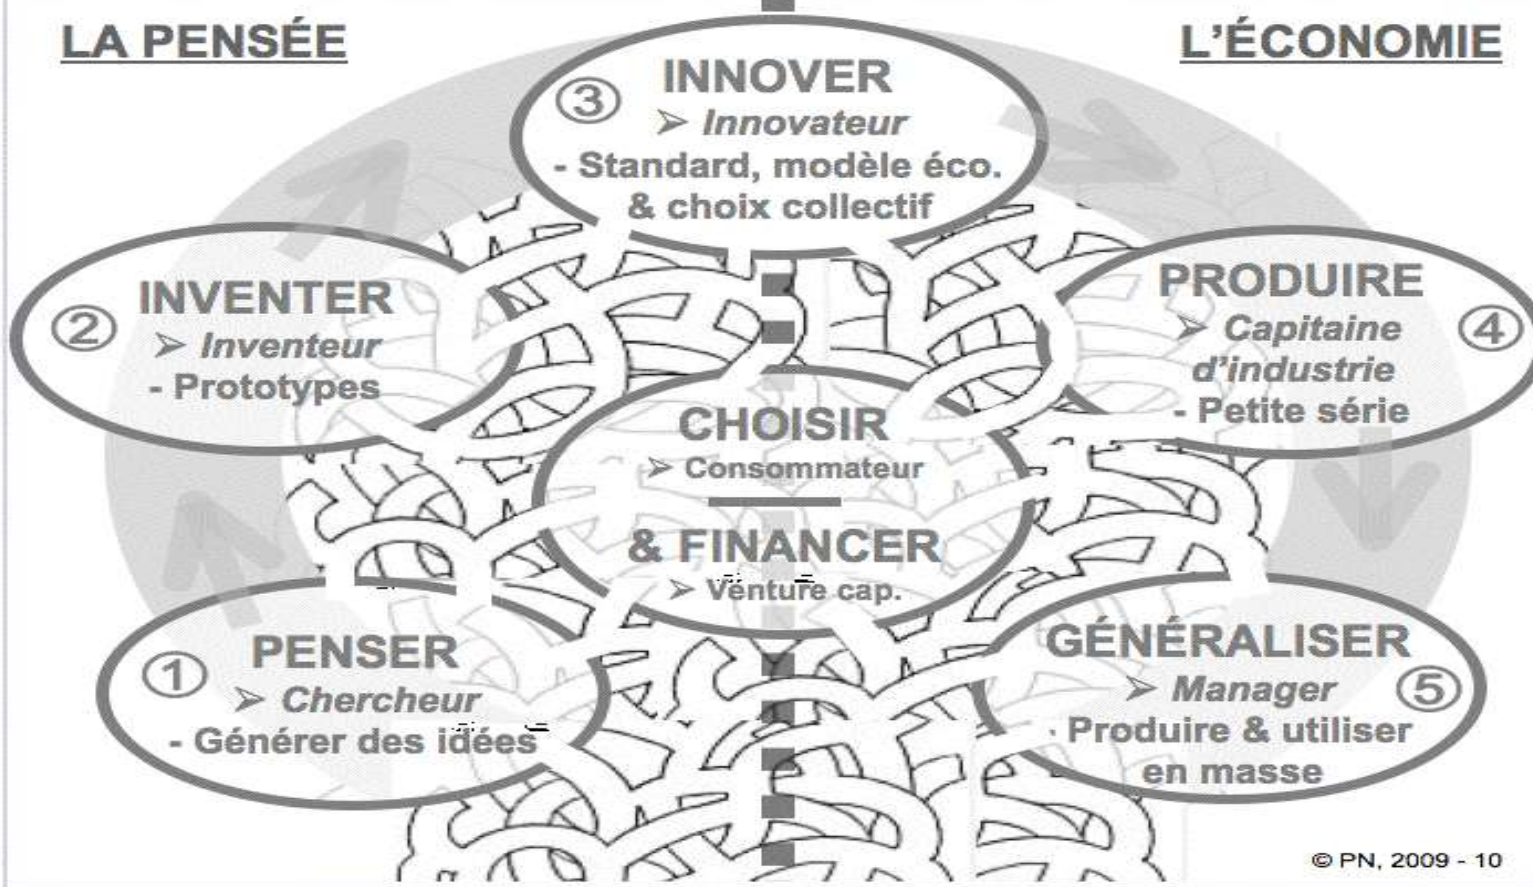 LA PENSÉE
L'ÉCONOMIE
③ INNOVER
➢ Innovateur
- Standard, modèle éco.
& choix collectif
② INVENTER
➢ Inventeur
- Prototypes
PRODUIRE ④
➢ Capitaine
d'industrie
- Petite série
CHOISIR
➢ Consommateur
& FINANCER
➢ Venture cap.
① PENSER
➢ Chercheur
- Générer des idées
GÉNÉRALISER
➢ Manager ⑤
- Produire & utiliser
en masse
© PN, 2009 - 10